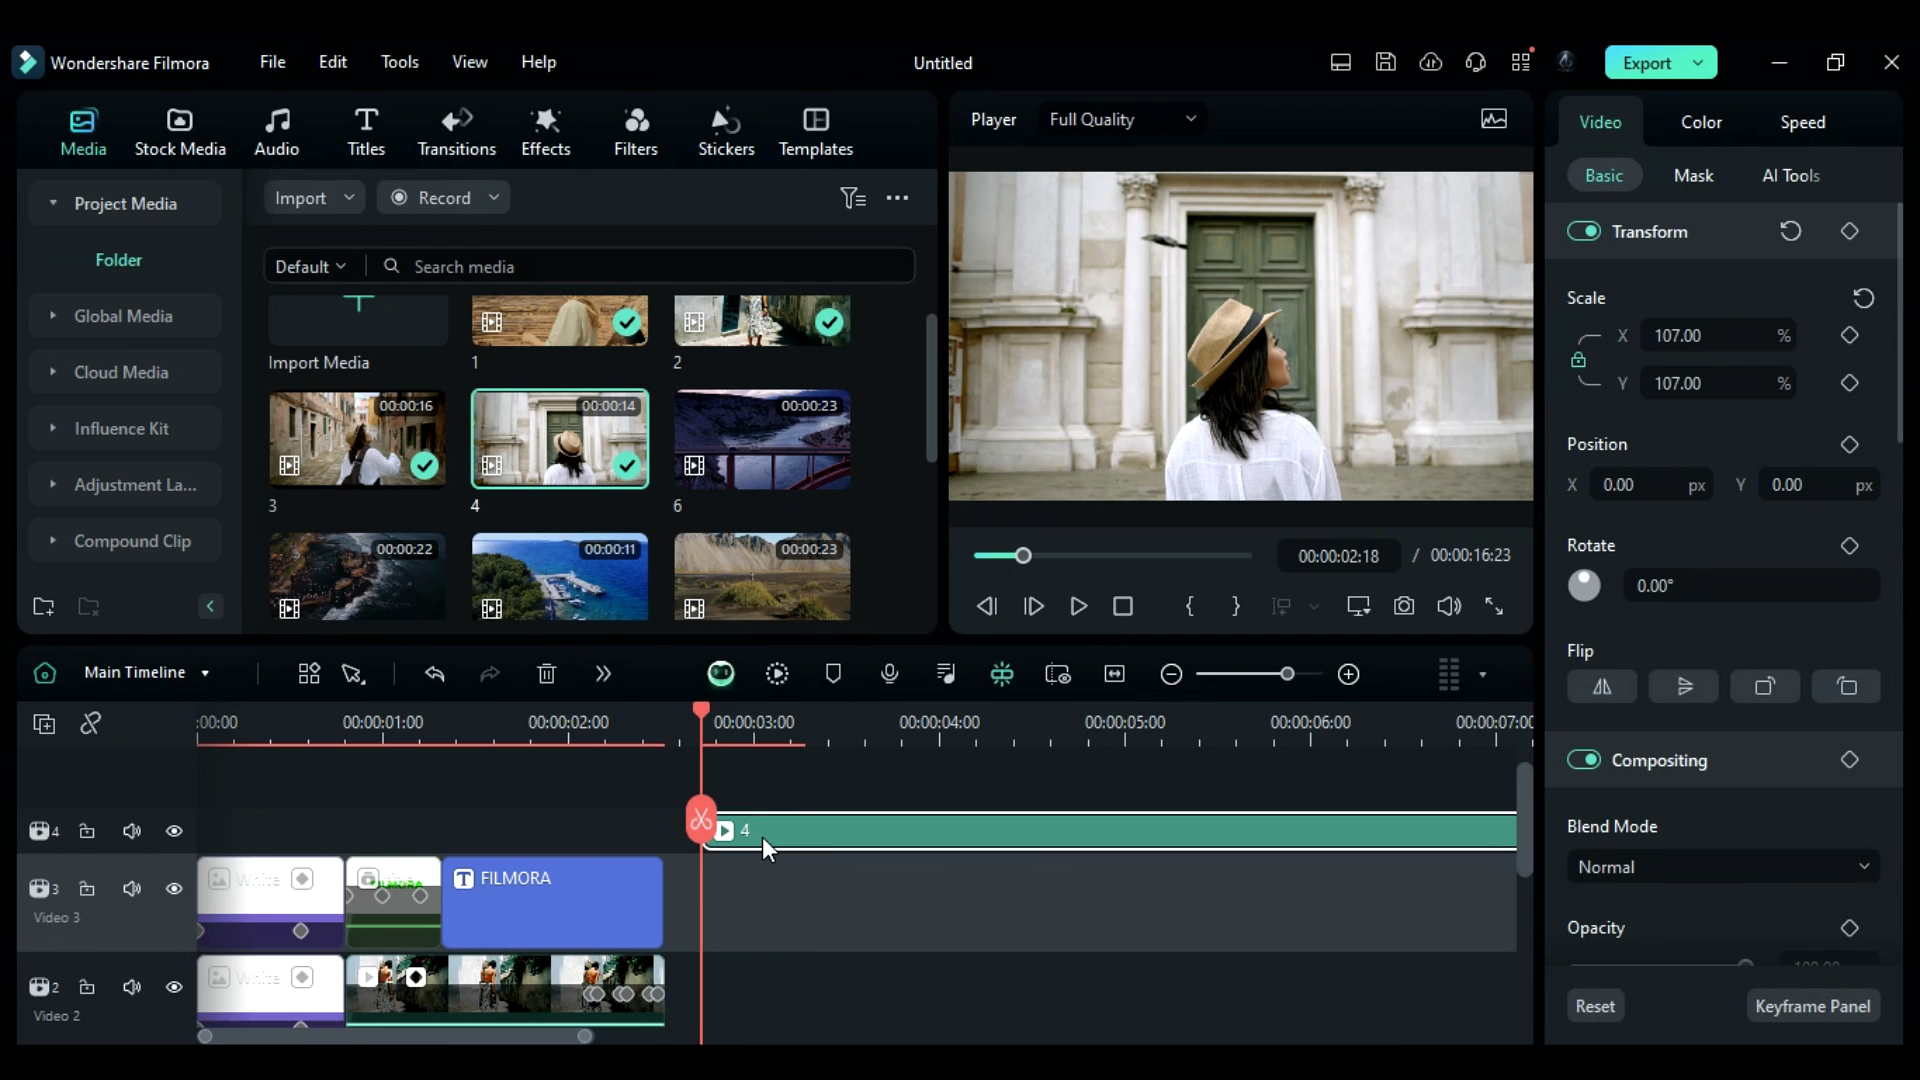 Wondershare Filmora
File
Edit
Tools
View
Help
Untitled
Export
Media
Stock Media
Audio
Titles
Transitions
Effects
Filters
Stickers
Templates
Player
Full Quality
Video
Color
Speed
Basic
Mask
AI Tools
Project Media
Folder
Global Media
Cloud Media
Influence Kit
Adjustment La...
Compound Clip
Import
Record
Default
Search media
Import Media
1
2
00:00:16
00:00:14
00:00:23
3
4
6
00:00:22
00:00:11
00:00:23
00:00:02:18 / 00:00:16:23
Transform
Scale
X 107.00 %
Y 107.00 %
Position
X 0.00 px Y 0.00 px
Rotate
0.00°
Flip
Compositing
Blend Mode
Normal
Opacity
Reset
Keyframe Panel
Main Timeline
:00:00
00:00:01:00
00:00:02:00
00:00:03:00
00:00:04:00
00:00:05:00
00:00:06:00
00:00:07:00
4
4
3
Video 3
White
FILMORA
FILMORA
2
Video 2
White